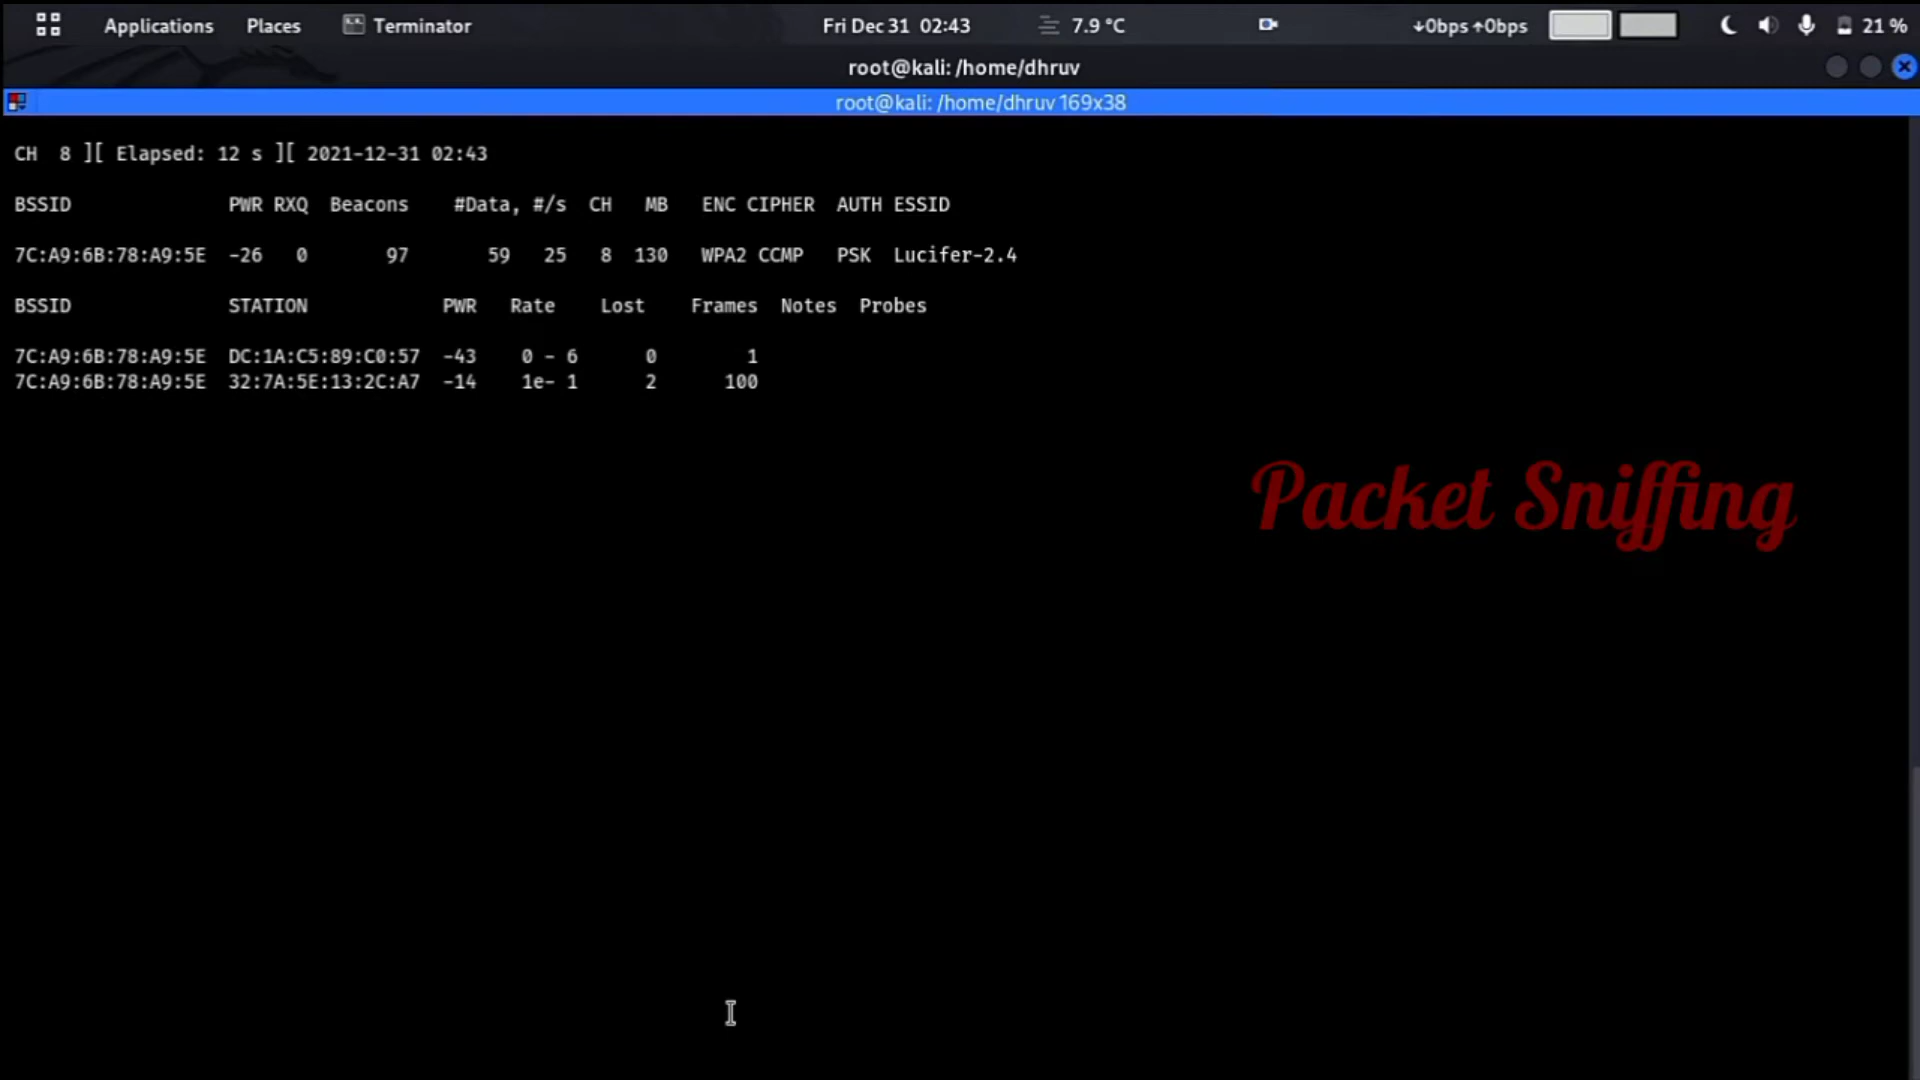 Applications Places Terminator Fri Dec 31 02:43 7.9 °C ↓0bps ↑0bps 21 %
root@kali: /home/dhruv
root@kali: /home/dhruv 169x38
CH 8 ][ Elapsed: 12 s ][ 2021-12-31 02:43
BSSID PWR RXQ Beacons #Data, #/s CH MB ENC CIPHER AUTH ESSID
7C:A9:6B:78:A9:5E -26 0 97 59 25 8 130 WPA2 CCMP PSK Lucifer-2.4
BSSID STATION PWR Rate Lost Frames Notes Probes
7C:A9:6B:78:A9:5E DC:1A:C5:89:C0:57 -43 0 - 6 0 1
7C:A9:6B:78:A9:5E 32:7A:5E:13:2C:A7 -14 1e- 1 2 100
Packet Sniffing